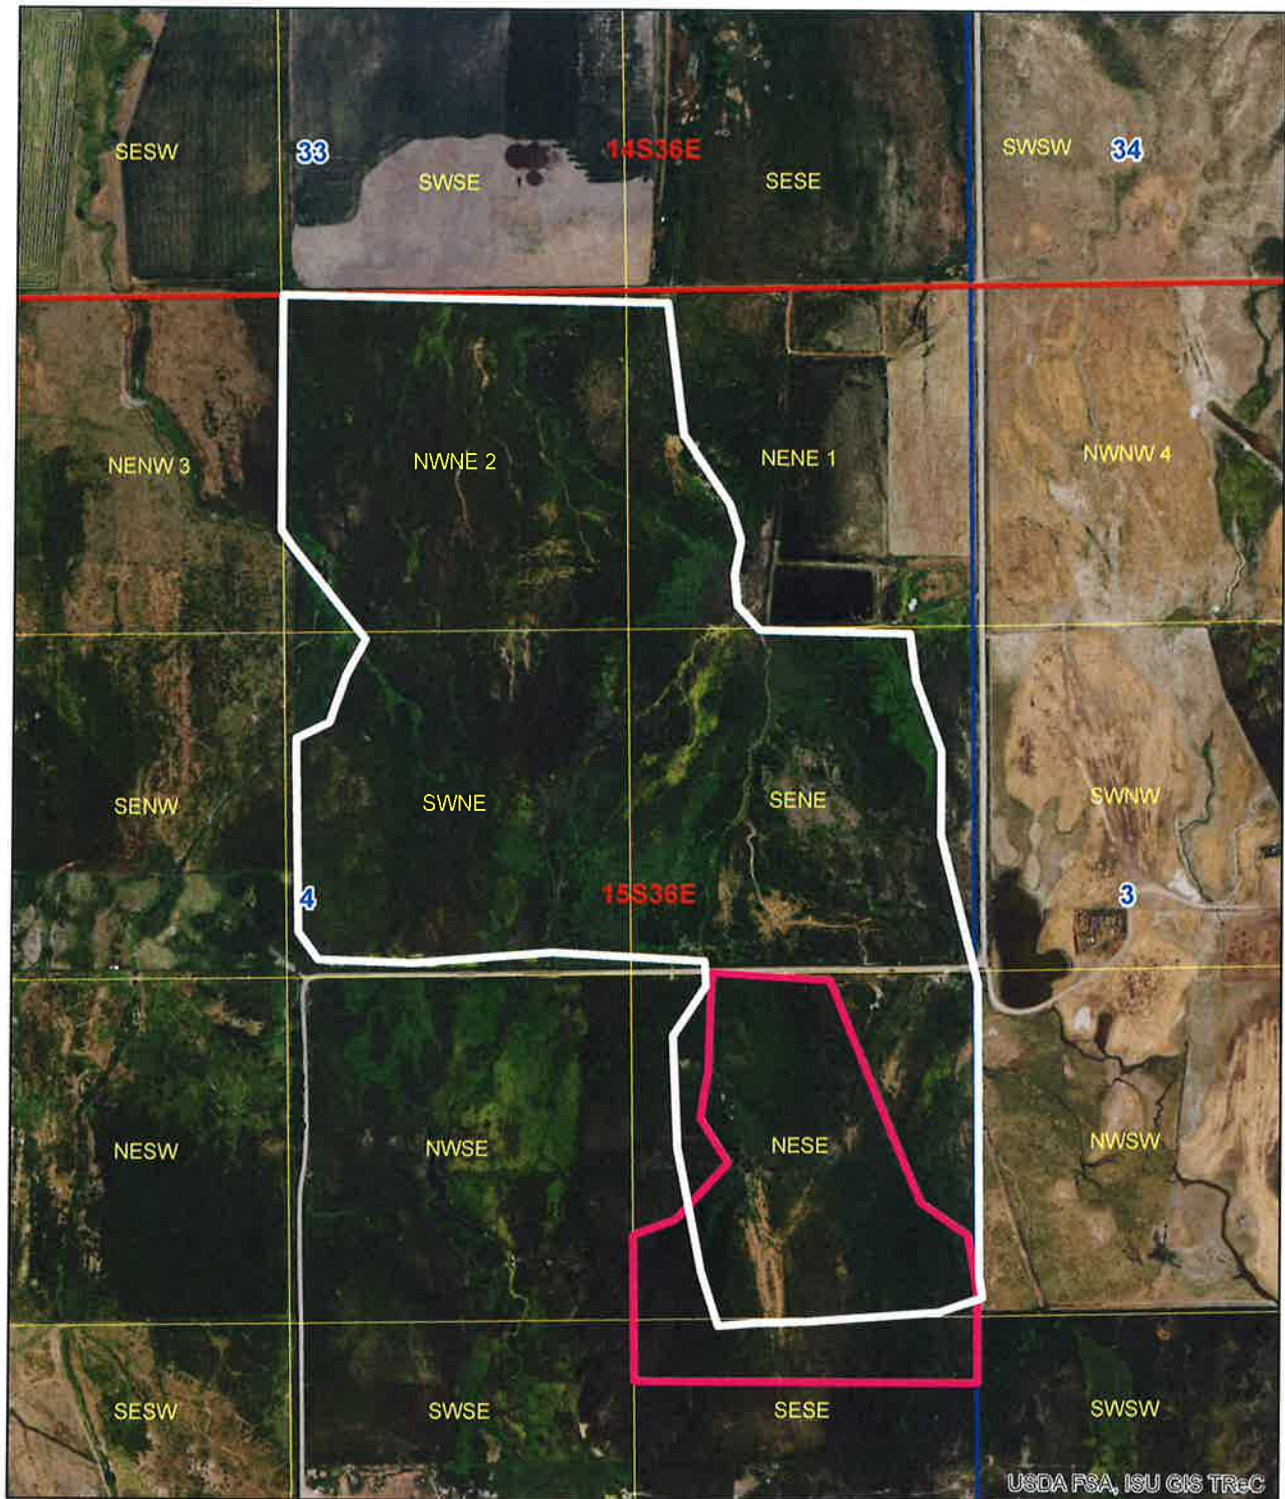 SESW
33
SWSE
14S36E
SESE
SWSW
34
NENW 3
NWNE 2
NENE 1
NWNW 4
SENW
SWNE
SENE
SWNW
4
15S36E
3
NESW
NWSE
NESE
NWSW
SESW
SWSE
SESE
SWSW
USDA FSA, ISU GIS TReC